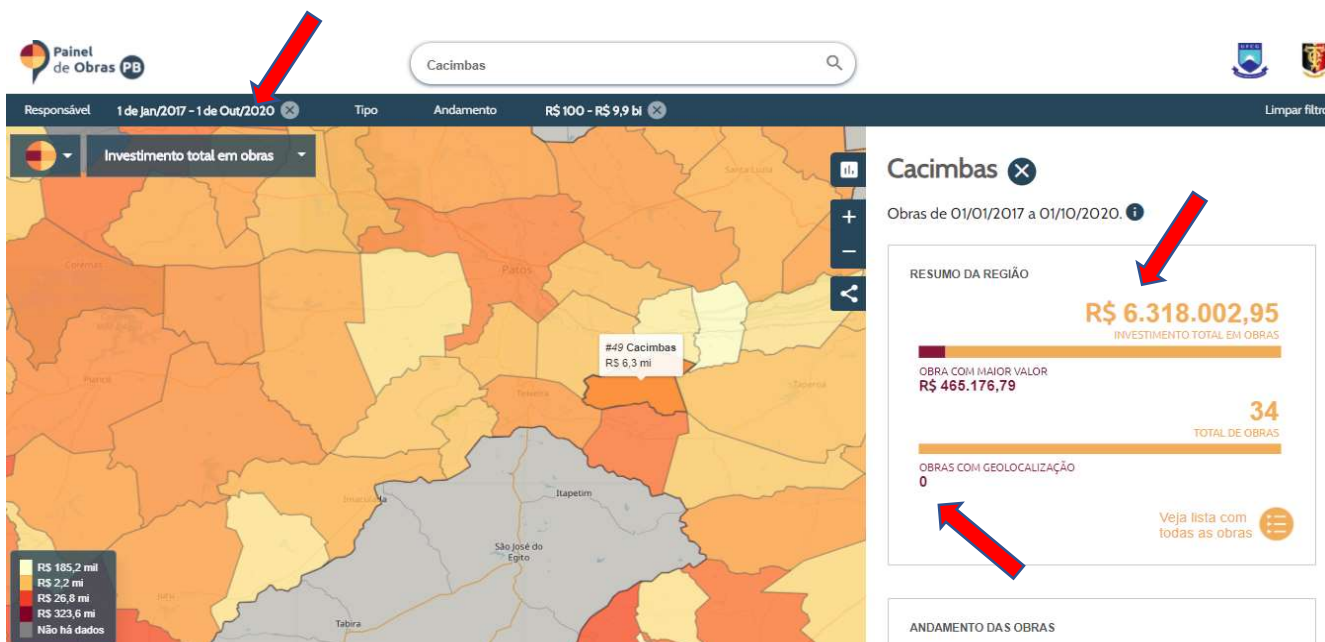 Painel
de Obras PB
Cacimbas
Responsável 1 de Jan/2017 - 1 de Out/2020 Tipo Andamento R$ 100 - R$ 9,9 bi Limpar filtro
Investimento total em obras
Santa Luzia
Cacimbas
Obras de 01/01/2017 a 01/10/2020.
Coremas
Patos
RESUMO DA REGIÃO
R$ 6.318.002,95
INVESTIMENTO TOTAL EM OBRAS
#49 Cacimbas
R$ 6,3 mi
OBRA COM MAIOR VALOR
R$ 465.176,79
Piancó
Teixeira
Taperoá
34
TOTAL DE OBRAS
OBRAS COM GEOLOCALIZAÇÃO
0
Imaculada
Itapetim
Veja lista com
todas as obras
São José do
Egito
R$ 185,2 mil
R$ 2,2 mi
R$ 26,8 mi
R$ 323,6 mi
Não há dados
Tabira
ANDAMENTO DAS OBRAS